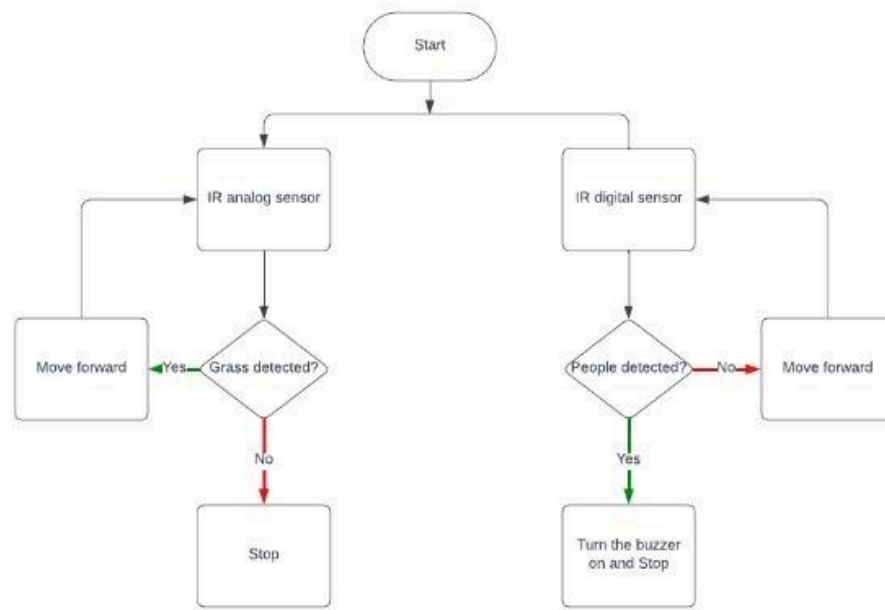 Start
IR analog sensor
IR digital sensor
Move forward
Yes
Grass detected?
People detected?
No
Move forward
No
Yes
Stop
Turn the buzzer
on and Stop